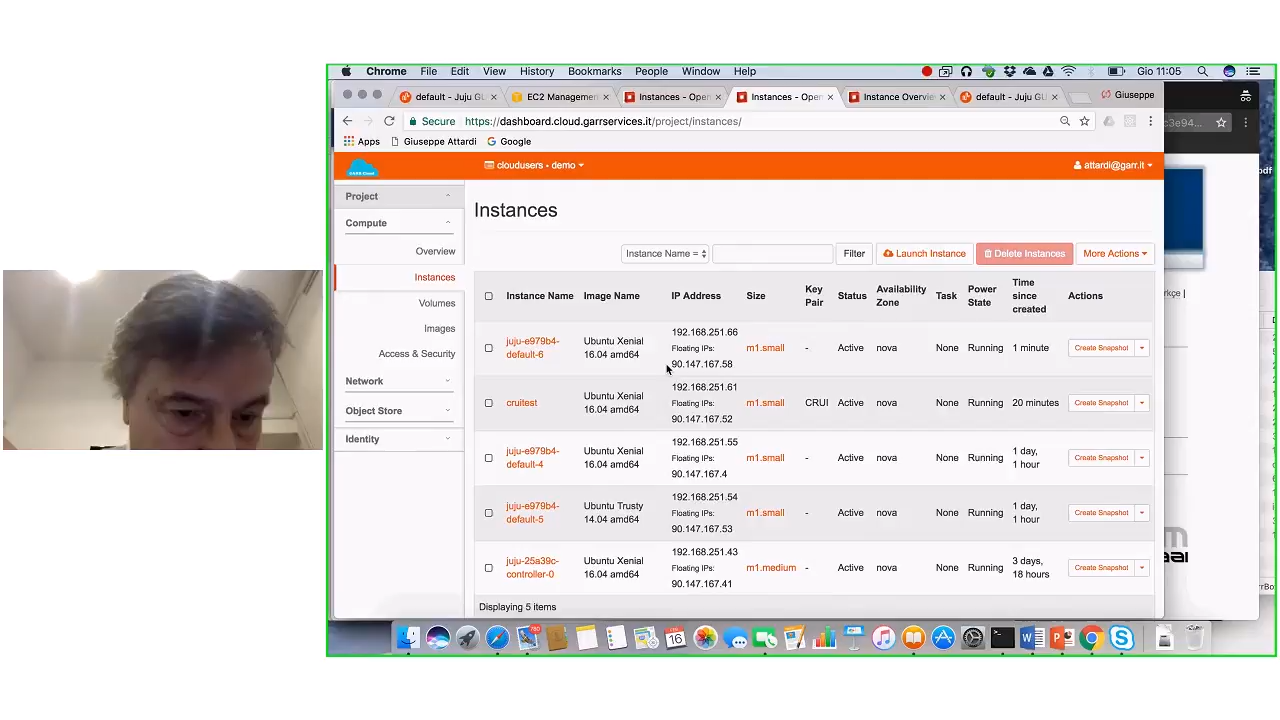 Chrome File Edit View History Bookmarks People Window Help Gio 11:05
default - Juju GU EC2 Managemen Instances - Open Instances - Open Instance Overvie default - Juju GU Giuseppe
Secure https://dashboard.cloud.garrservices.it/project/instances/
c3e94...
Apps Giuseppe Attardi Google
cloudusers · demo attardi@garr.it
Project
Compute
Overview
Instances
Volumes
Images
Access & Security
Network
Object Store
Identity
Instances
Instance Name = Filter Launch Instance Delete Instances More Actions
Instance Name Image Name IP Address Size Key Pair Status Availability Zone Task Power State Time since created Actions
juju-e979b4-default-6 Ubuntu Xenial 16.04 amd64 192.168.251.66 Floating IPs: 90.147.167.58 m1.small - Active nova None Running 1 minute Create Snapshot
cruitest Ubuntu Xenial 16.04 amd64 192.168.251.61 Floating IPs: 90.147.167.52 m1.small CRUI Active nova None Running 20 minutes Create Snapshot
juju-e979b4-default-4 Ubuntu Xenial 16.04 amd64 192.168.251.55 Floating IPs: 90.147.167.4 m1.small - Active nova None Running 1 day, 1 hour Create Snapshot
juju-e979b4-default-5 Ubuntu Trusty 14.04 amd64 192.168.251.54 Floating IPs: 90.147.167.53 m1.small - Active nova None Running 1 day, 1 hour Create Snapshot
juju-25a39c-controller-0 Ubuntu Xenial 16.04 amd64 192.168.251.43 Floating IPs: 90.147.167.41 m1.medium - Active nova None Running 3 days, 18 hours Create Snapshot
Displaying 5 items